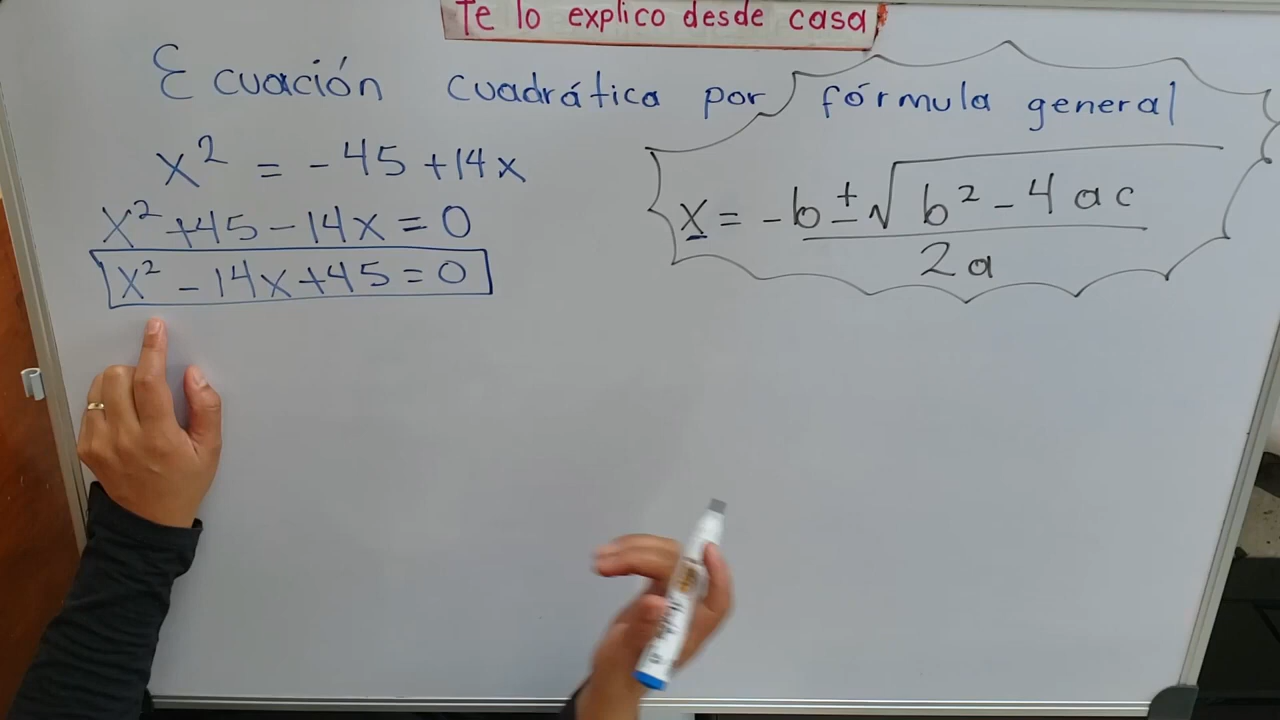 Te lo explico desde casa
Ecuación cuadrática por fórmula general
x² = -45 +14x
x² +45 -14x = 0
x² - 14x + 45 = 0
x = -b ± √b² - 4ac
2a